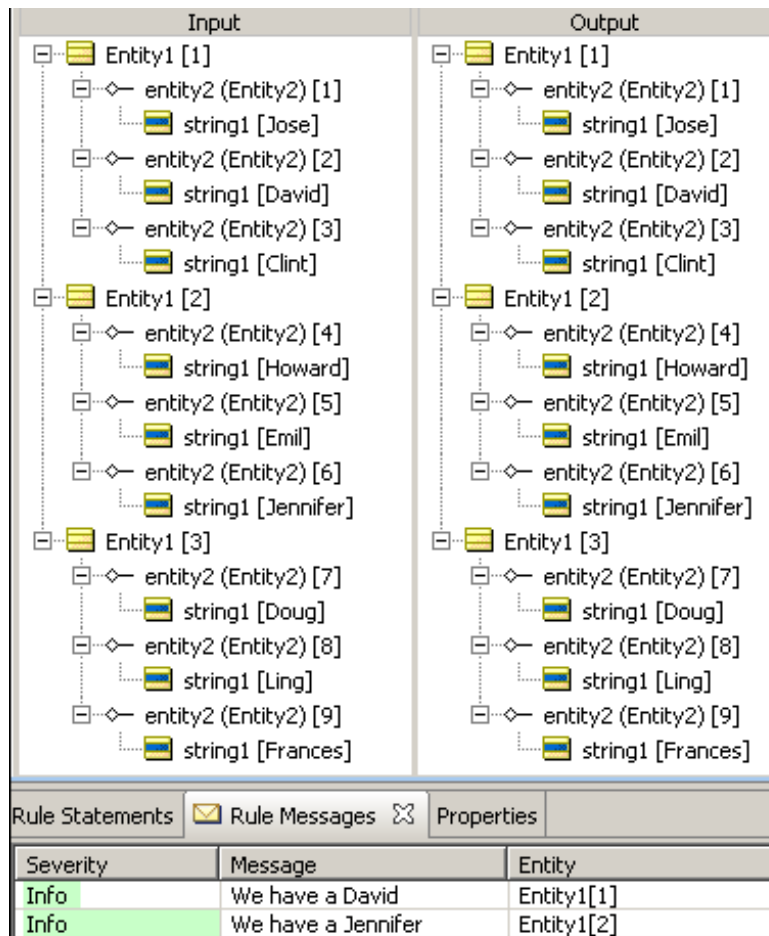 Input
Entity1 [1]
entity2 (Entity2) [1]
string1 [Jose]
entity2 (Entity2) [2]
string1 [David]
entity2 (Entity2) [3]
string1 [Clint]
Entity1 [2]
entity2 (Entity2) [4]
string1 [Howard]
entity2 (Entity2) [5]
string1 [Emil]
entity2 (Entity2) [6]
string1 [Jennifer]
Entity1 [3]
entity2 (Entity2) [7]
string1 [Doug]
entity2 (Entity2) [8]
string1 [Ling]
entity2 (Entity2) [9]
string1 [Frances]
Output
Entity1 [1]
entity2 (Entity2) [1]
string1 [Jose]
entity2 (Entity2) [2]
string1 [David]
entity2 (Entity2) [3]
string1 [Clint]
Entity1 [2]
entity2 (Entity2) [4]
string1 [Howard]
entity2 (Entity2) [5]
string1 [Emil]
entity2 (Entity2) [6]
string1 [Jennifer]
Entity1 [3]
entity2 (Entity2) [7]
string1 [Doug]
entity2 (Entity2) [8]
string1 [Ling]
entity2 (Entity2) [9]
string1 [Frances]
Rule Statements Rule Messages Properties
Severity Message Entity
Info We have a David Entity1[1]
Info We have a Jennifer Entity1[2]